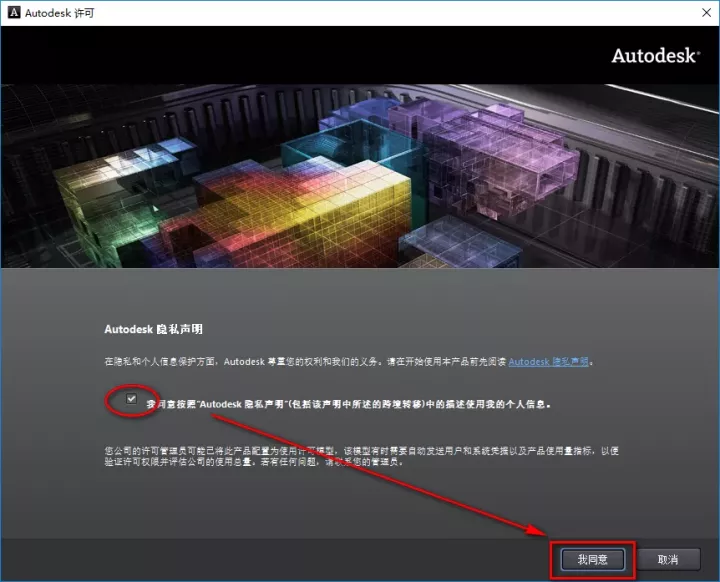 Autodesk 许可
Autodesk®
Autodesk 隐私声明
在隐私和个人信息保护方面，Autodesk 尊重您的权利和我们的义务。请在开始使用本产品前先阅读 Autodesk 隐私声明。
我同意按照"Autodesk 隐私声明"(包括该声明中所述的跨境转移)中的描述使用我的个人信息。
您公司的许可管理员可能已将此产品配置为使用许可模型，该模型有时需要自动发送用户和系统凭据以及产品使用量指标，以便
验证许可权限并评估公司的使用总量。若有任何问题，请联系您的管理员。
我同意 取消